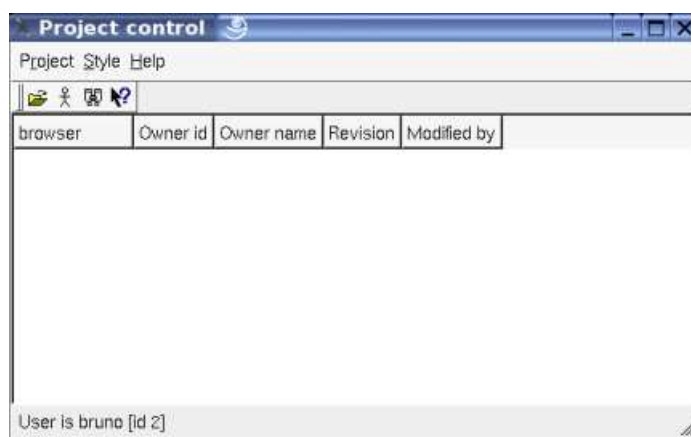 Project control
Project Style Help
browser Owner id Owner name Revision Modified by
User is bruno [id 2]